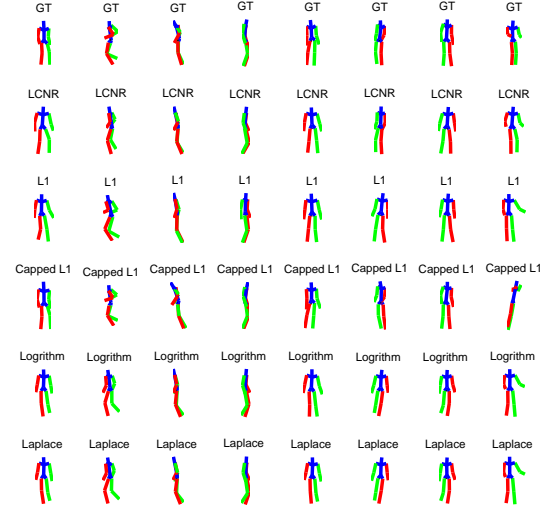 GT GT GT GT GT GT GT GT
LCNR LCNR LCNR LCNR LCNR LCNR LCNR LCNR
L1 L1 L1 L1 L1 L1 L1 L1
Capped L1 Capped L1 Capped L1 Capped L1 Capped L1 Capped L1 Capped L1 Capped L1
Logrithm Logrithm Logrithm Logrithm Logrithm Logrithm Logrithm Logrithm
Laplace Laplace Laplace Laplace Laplace Laplace Laplace Laplace